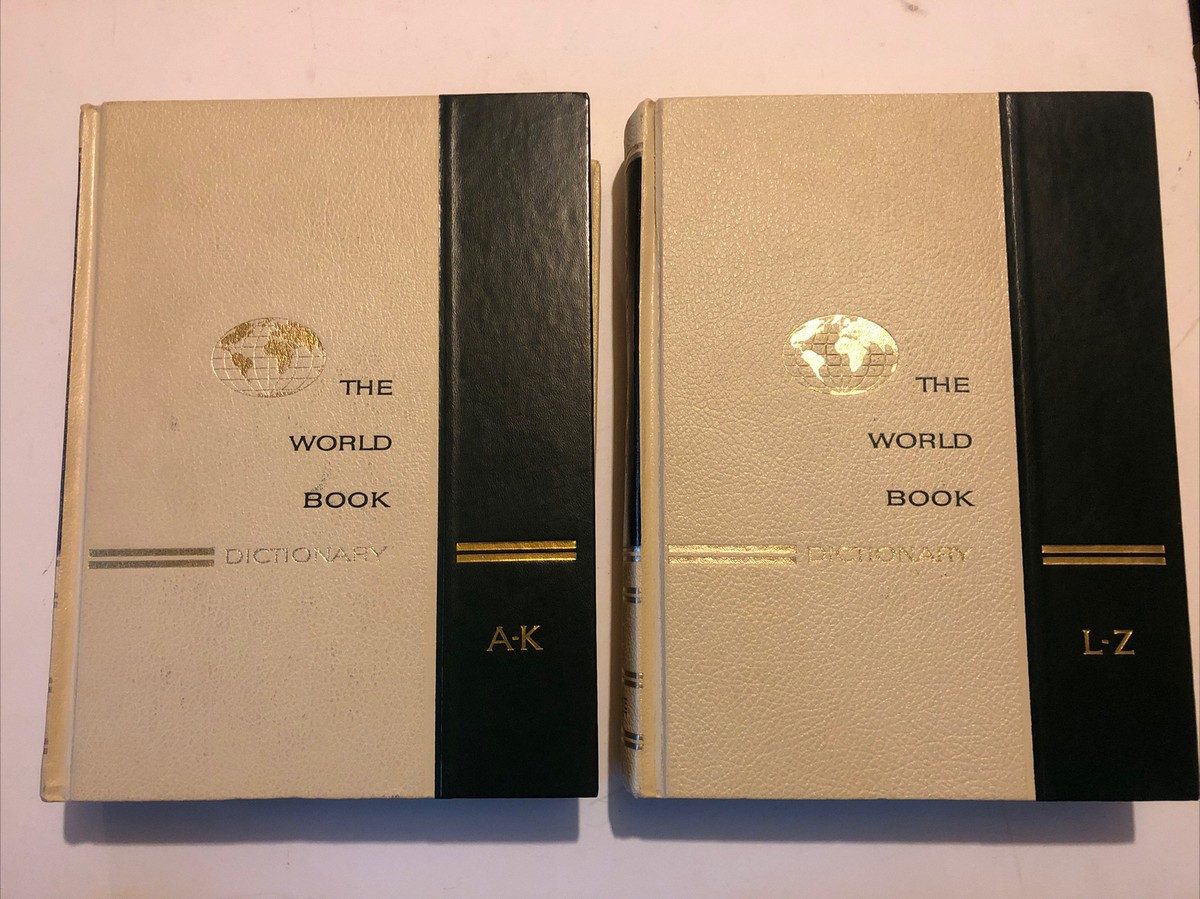 THE
WORLD
BOOK
DICTIONARY
A-K
THE
WORLD
BOOK
DICTIONARY
L-Z